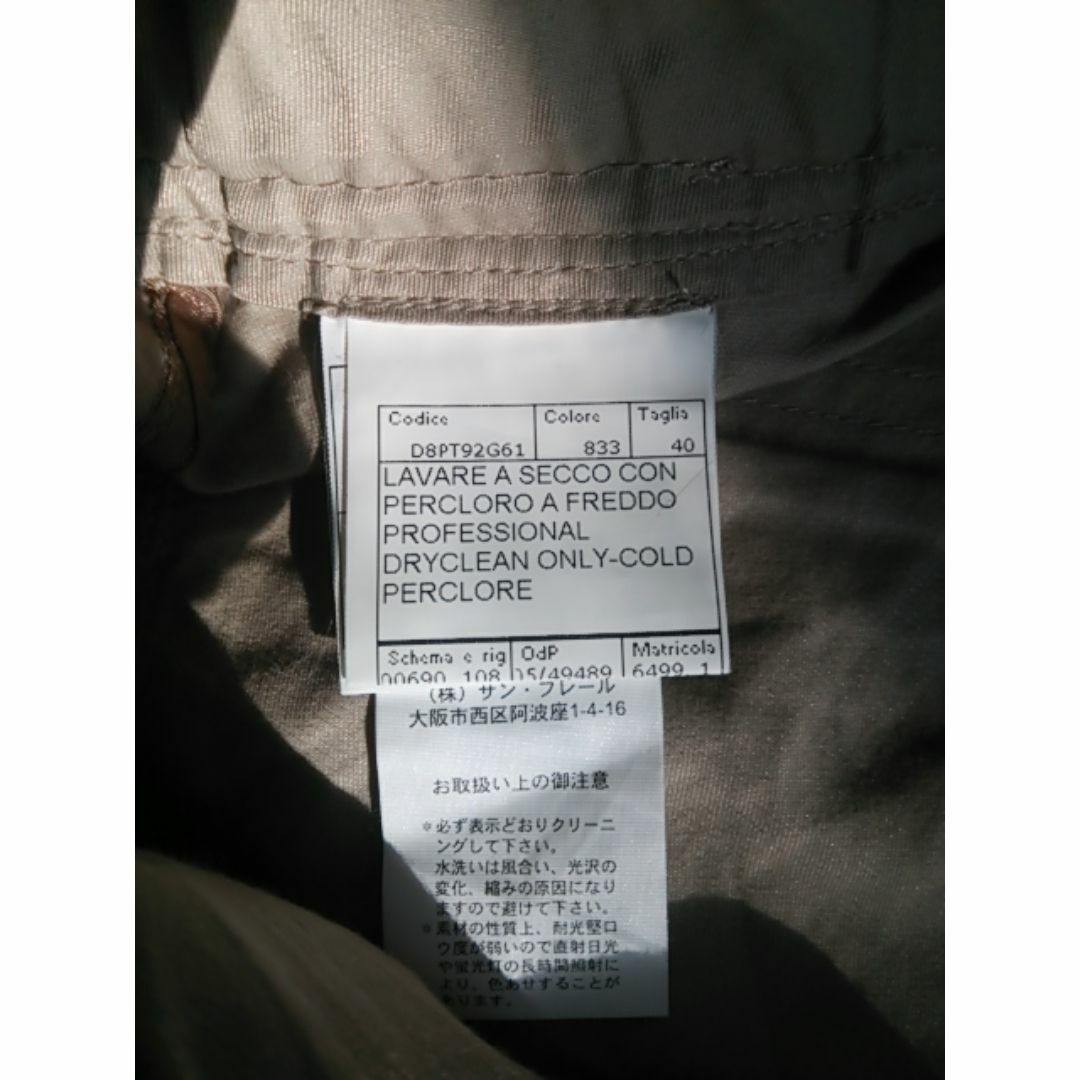 Codice Colore Taglia
D8PT92G61 833 40
LAVARE A SECCO CON
PERCLORO A FREDDO
PROFESSIONAL
DRYCLEAN ONLY-COLD
PERCLORE
Schema e rig OdP Matricola
00690 108 05/49489 6499 1
(株)サン・フレール
大阪市西区阿波座1-4-16
お取扱い上の御注意
*必ず表示どおりクリーニ
ングして下さい。
水洗いは風合い、光沢の
変化、縮みの原因になり
ますので避けて下さい。
*素材の性質上、耐光堅ロ
ウ度が弱いので直射日光
や蛍光灯の長時間照射に
より、色あせすることが
あります。